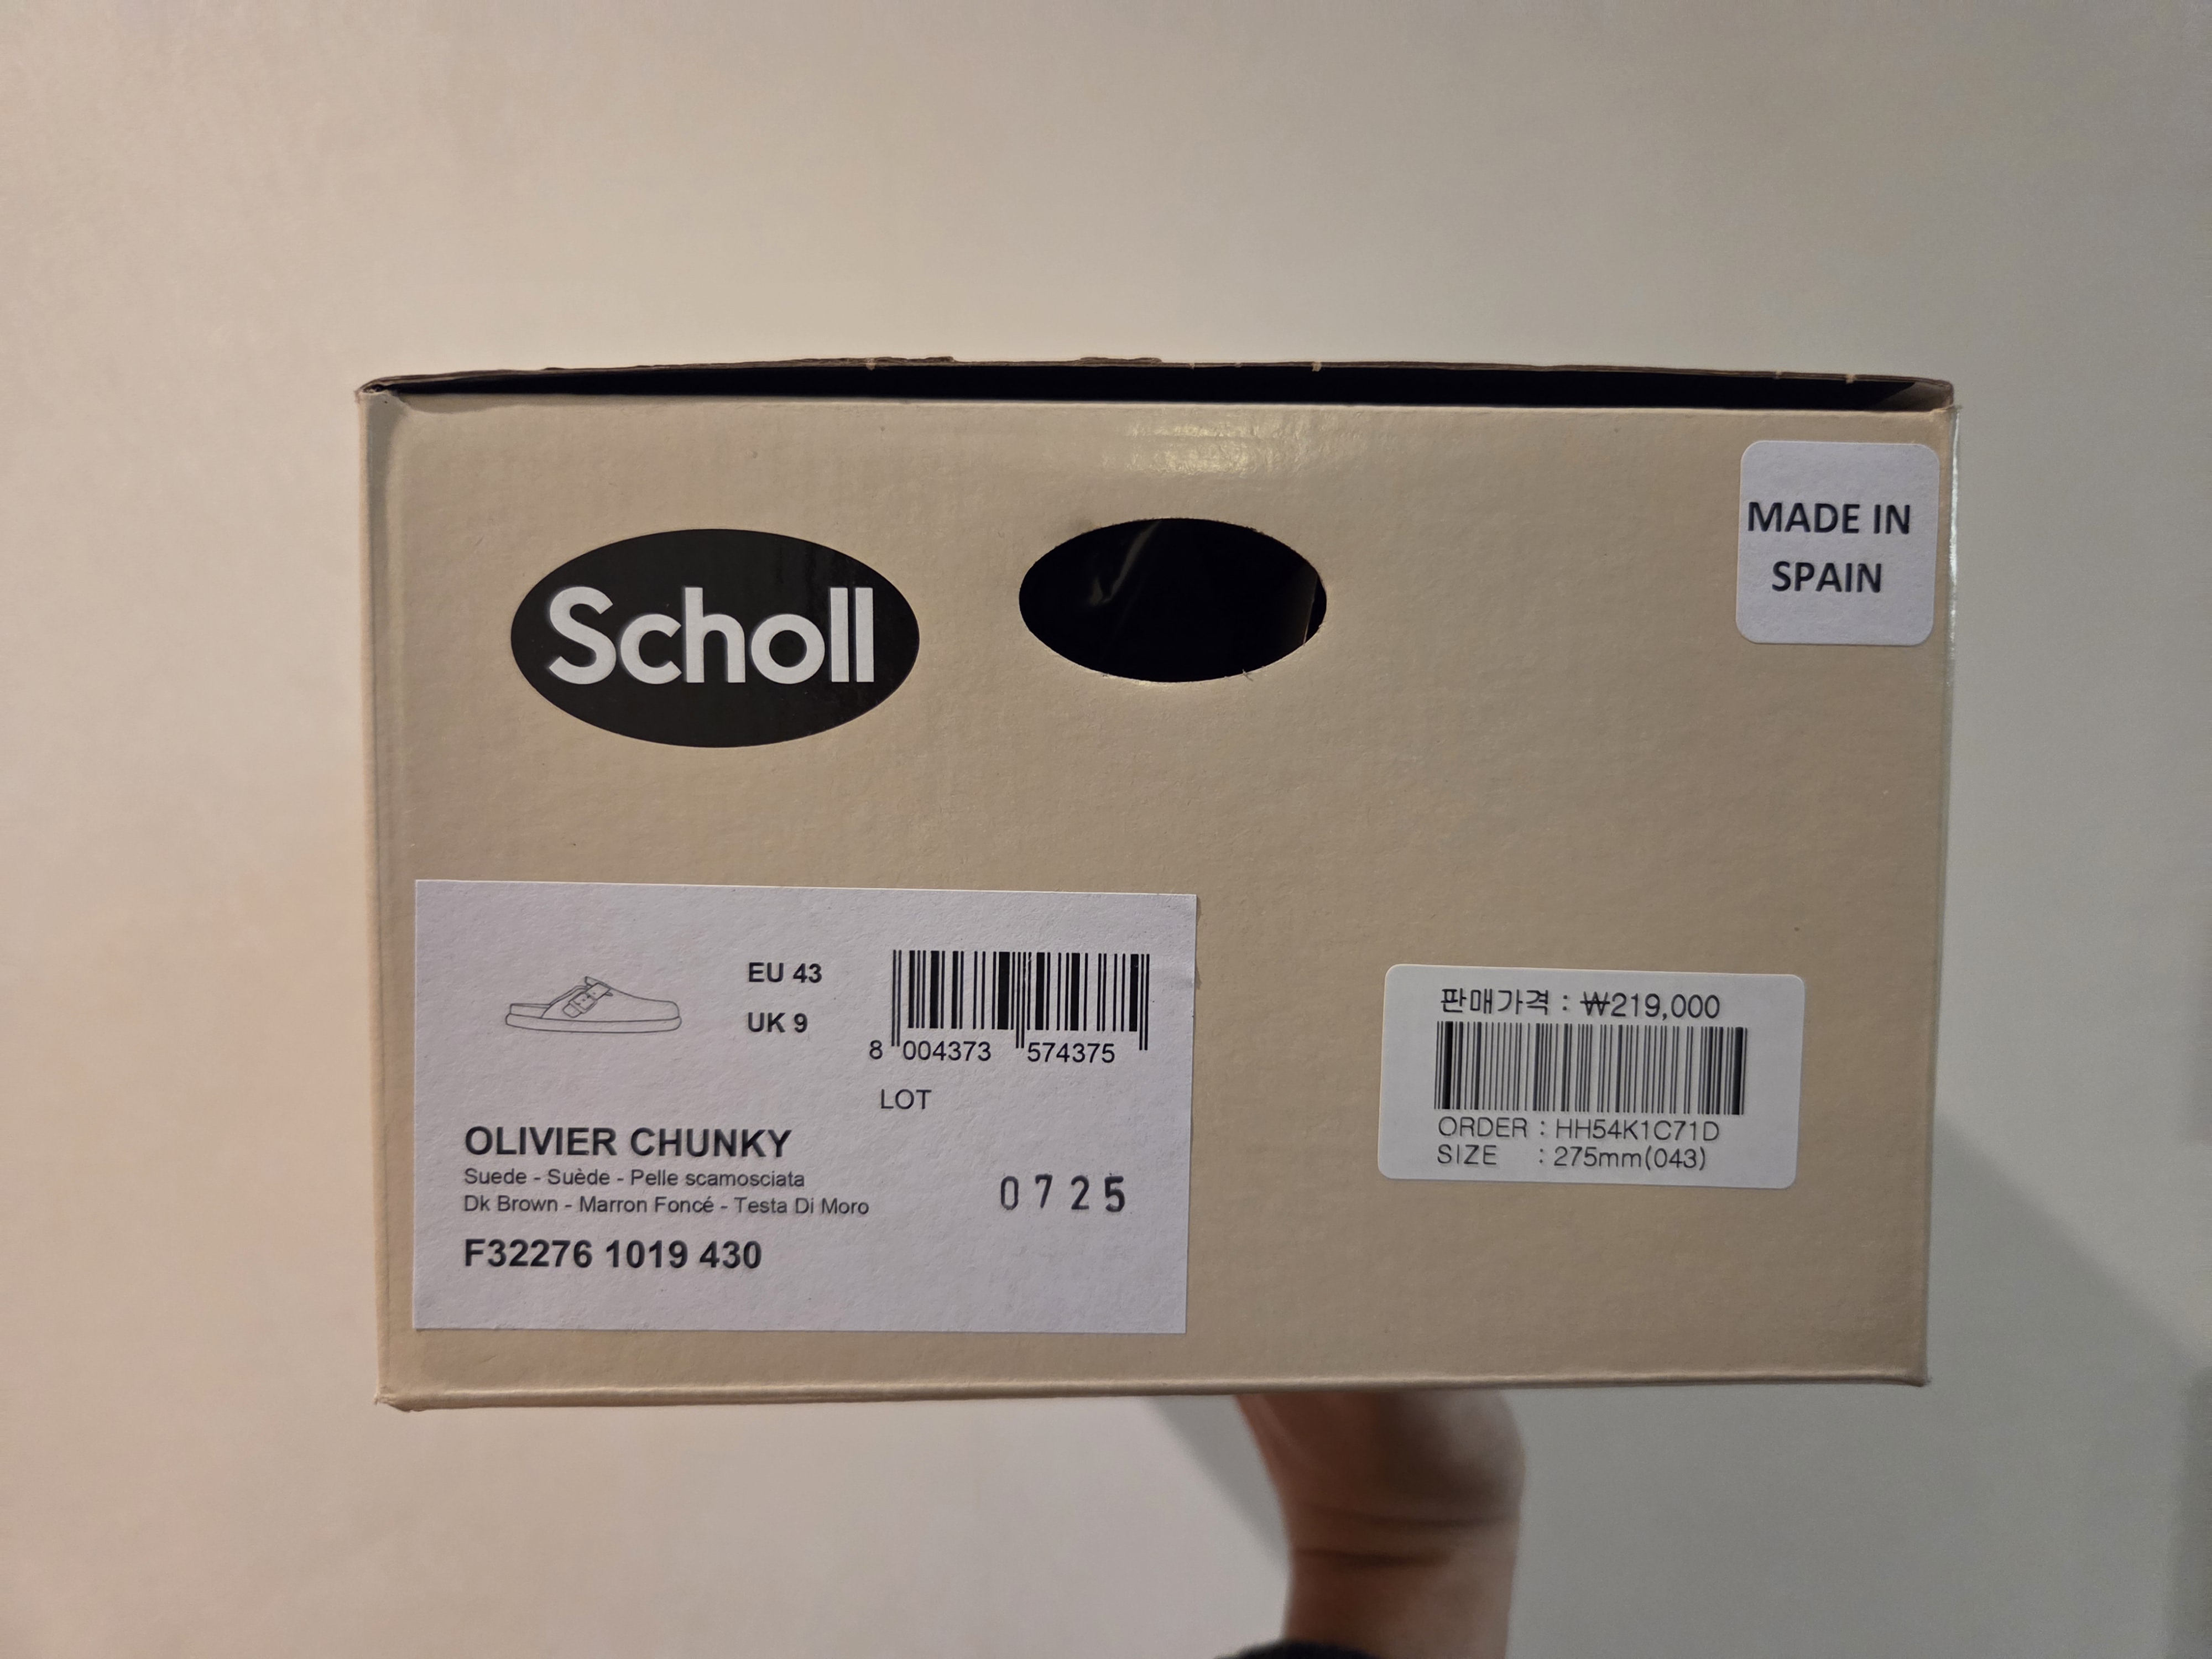 Scholl
MADE IN
SPAIN
EU 43
UK 9
8 004373 574375
LOT
OLIVIER CHUNKY
Suede - Suède - Pelle scamosciata
Dk Brown - Marron Foncé - Testa Di Moro
0725
F32276 1019 430
판매가격 : ₩219,000
ORDER : HH54K1C71D
SIZE : 275mm(043)